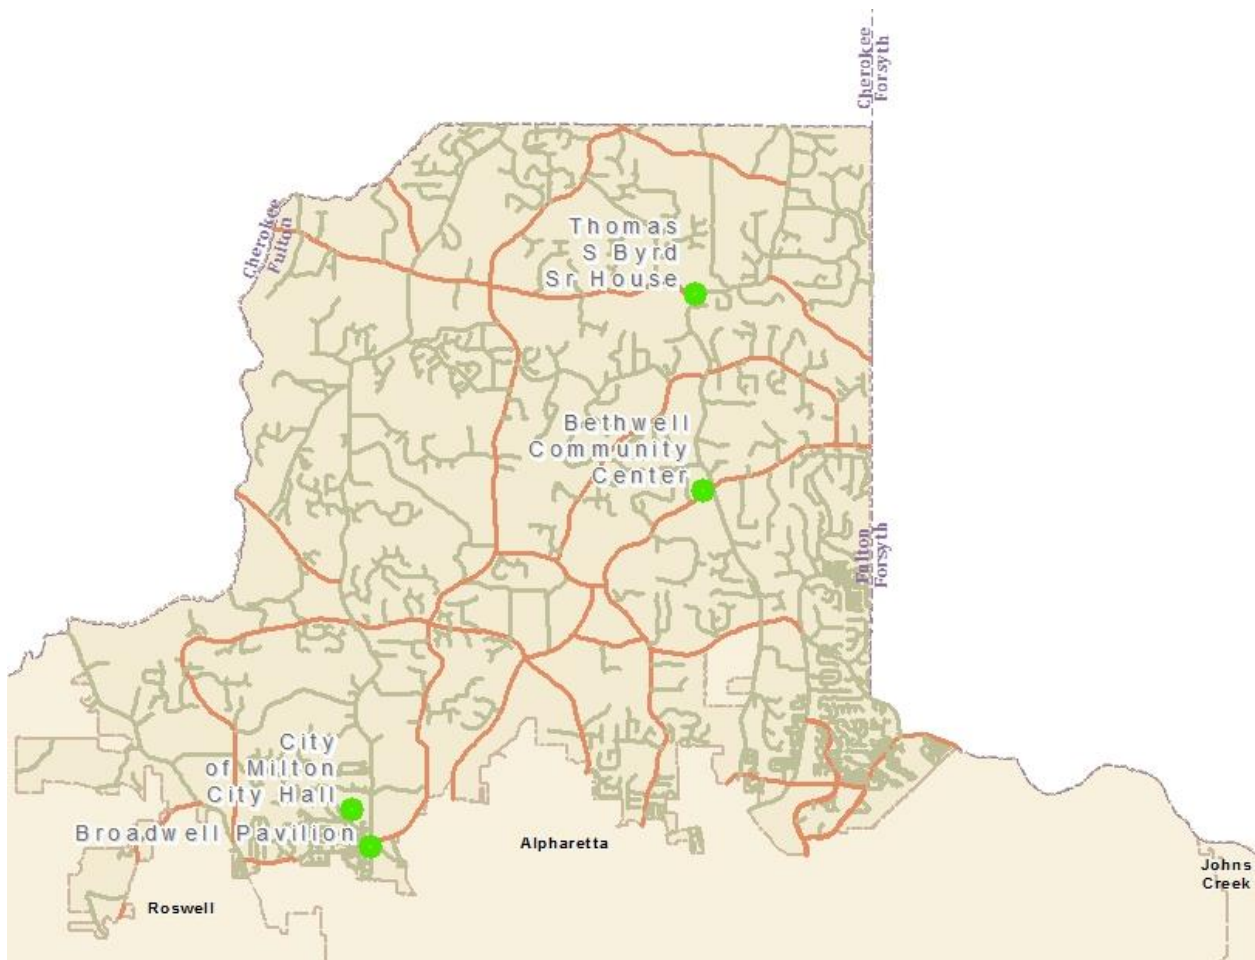 Cherokee
Forsyth
Cherokee
Fulton
Thomas
S Byrd
Sr House
Bethwell
Community
Center
Fulton
Forsyth
City
of Milton
City Hall
Broadwell Pavilion
Alpharetta
Johns
Creek
Roswell